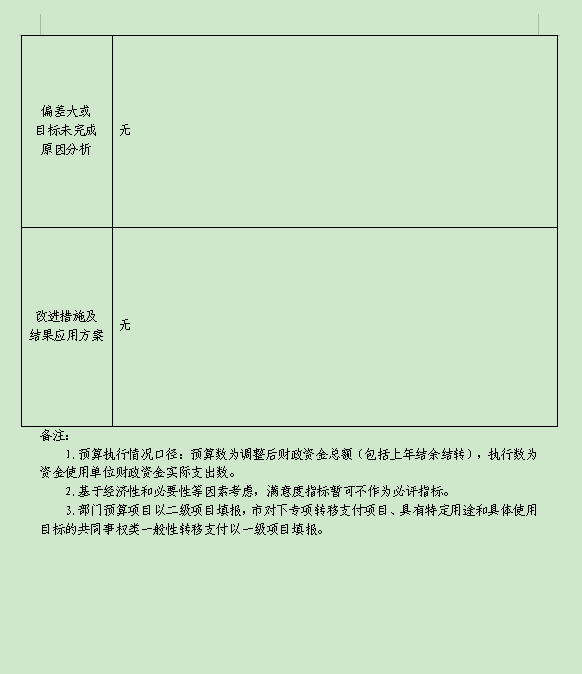 偏差大或
目标未完成
原因分析
无
改进措施及
结果应用方案
无
备注：
1.预算执行情况口径：预算数为调整后财政资金总额（包括上年结余结转），执行数为
资金使用单位财政资金实际支出数。
2.基于经济性和必要性等因素考虑，满意度指标暂可不作为必评指标。
3.部门预算项目以二级项目填报，市对下专项转移支付项目、具有特定用途和具体使用
目标的共同事权类一般性转移支付以一级项目填报。